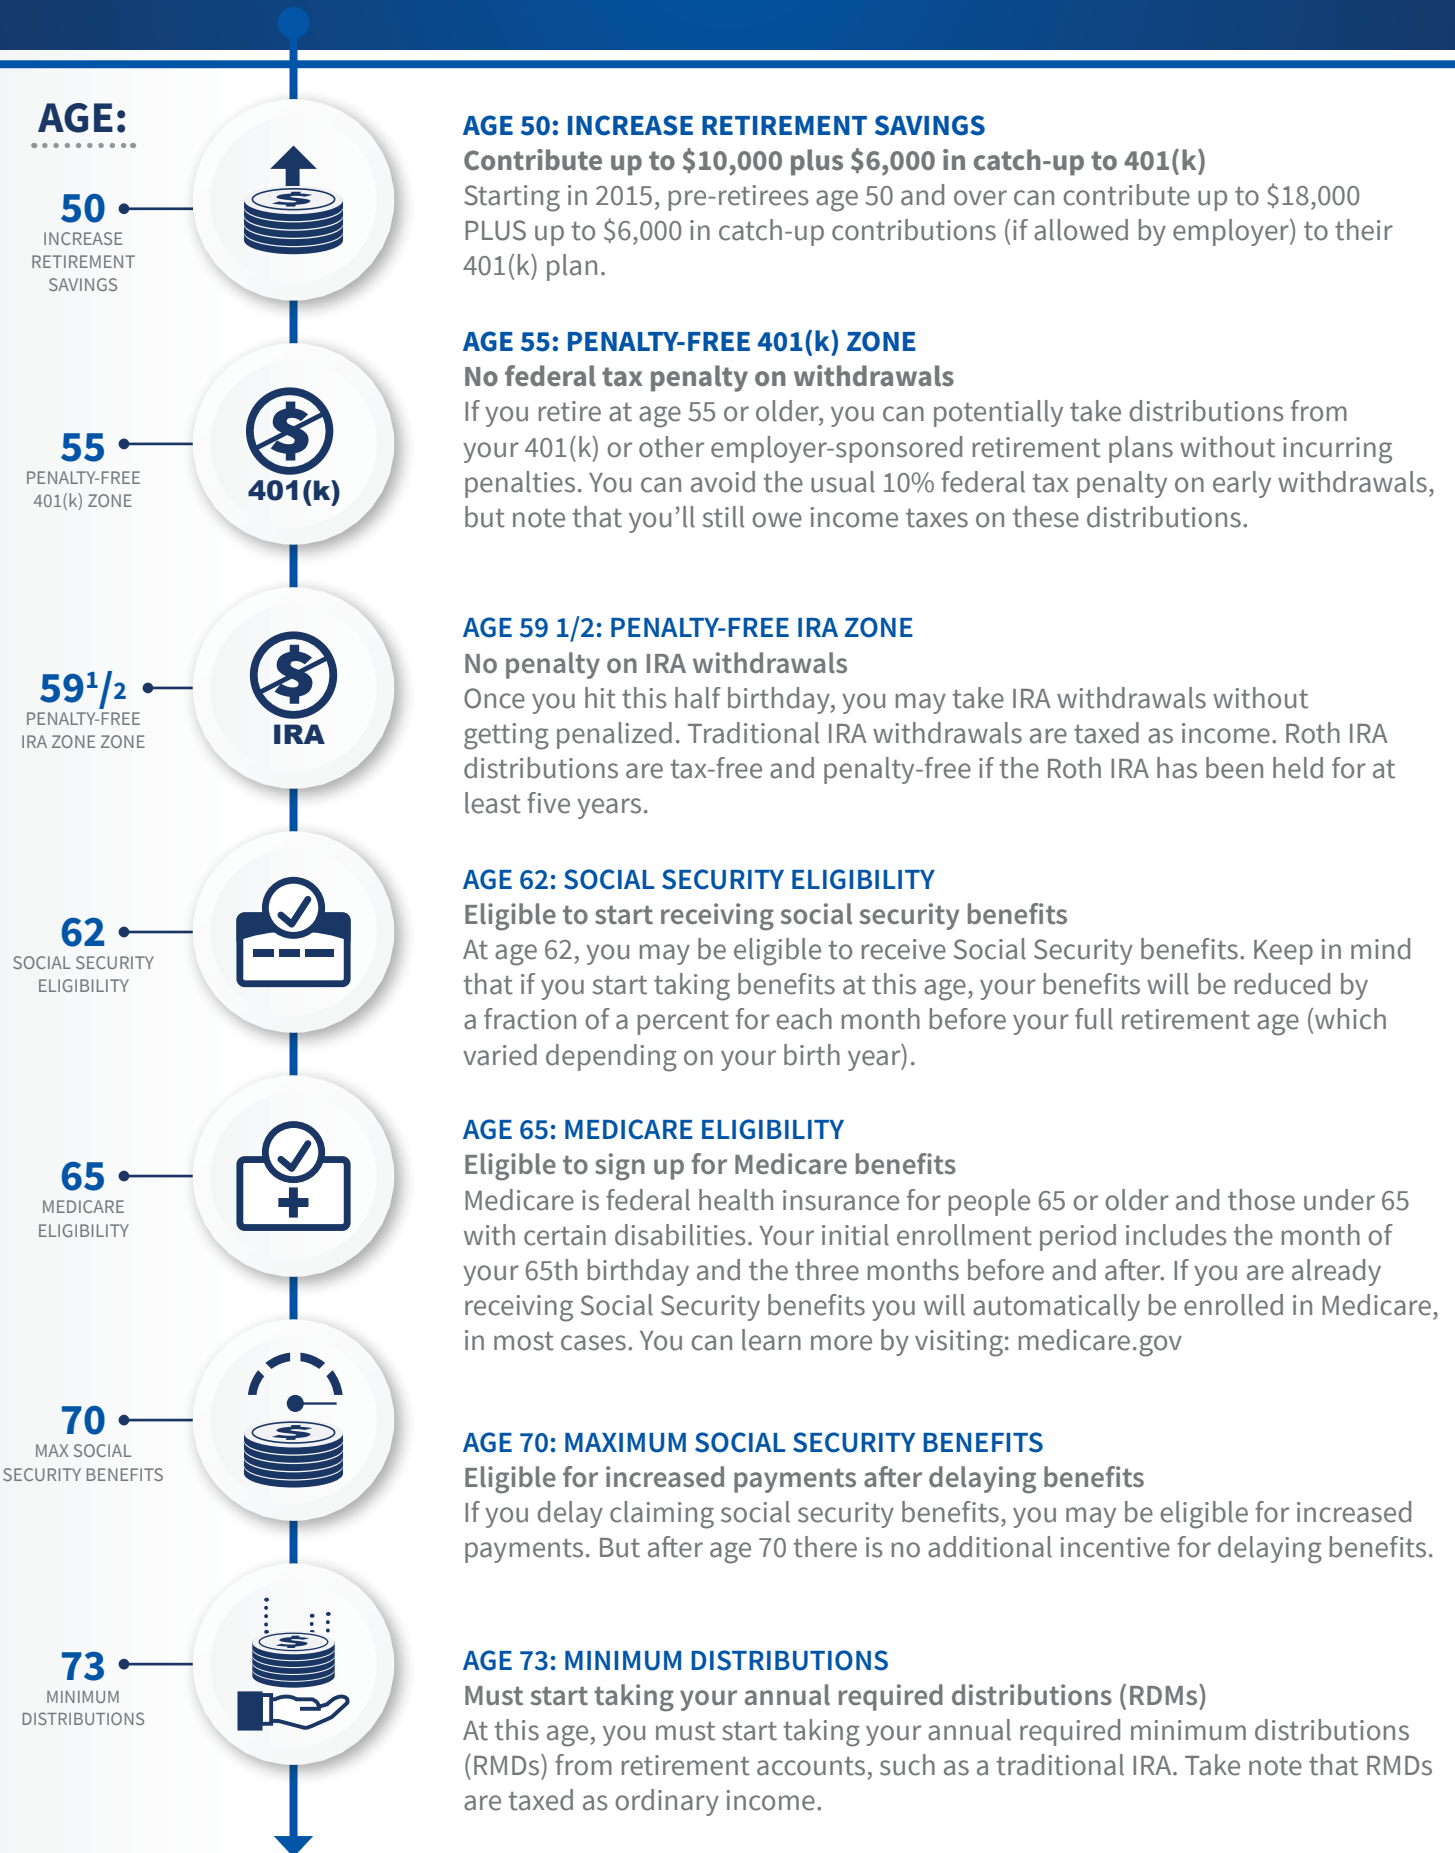 AGE:
50
INCREASE
RETIREMENT
SAVINGS
AGE 50: INCREASE RETIREMENT SAVINGS
Contribute up to $10,000 plus $6,000 in catch-up to 401(k)
Starting in 2015, pre-retirees age 50 and over can contribute up to $18,000
PLUS up to $6,000 in catch-up contributions (if allowed by employer) to their
401(k) plan.
55
PENALTY-FREE
401(k) ZONE
401(k)
AGE 55: PENALTY-FREE 401(k) ZONE
No federal tax penalty on withdrawals
If you retire at age 55 or older, you can potentially take distributions from
your 401(k) or other employer-sponsored retirement plans without incurring
penalties. You can avoid the usual 10% federal tax penalty on early withdrawals,
but note that you’ll still owe income taxes on these distributions.
59 1/2
PENALTY-FREE
IRA ZONE ZONE
IRA
AGE 59 1/2: PENALTY-FREE IRA ZONE
No penalty on IRA withdrawals
Once you hit this half birthday, you may take IRA withdrawals without
getting penalized. Traditional IRA withdrawals are taxed as income. Roth IRA
distributions are tax-free and penalty-free if the Roth IRA has been held for at
least five years.
62
SOCIAL SECURITY
ELIGIBILITY
AGE 62: SOCIAL SECURITY ELIGIBILITY
Eligible to start receiving social security benefits
At age 62, you may be eligible to receive Social Security benefits. Keep in mind
that if you start taking benefits at this age, your benefits will be reduced by
a fraction of a percent for each month before your full retirement age (which
varied depending on your birth year).
65
MEDICARE
ELIGIBILITY
AGE 65: MEDICARE ELIGIBILITY
Eligible to sign up for Medicare benefits
Medicare is federal health insurance for people 65 or older and those under 65
with certain disabilities. Your initial enrollment period includes the month of
your 65th birthday and the three months before and after. If you are already
receiving Social Security benefits you will automatically be enrolled in Medicare,
in most cases. You can learn more by visiting: medicare.gov
70
MAX SOCIAL
SECURITY BENEFITS
AGE 70: MAXIMUM SOCIAL SECURITY BENEFITS
Eligible for increased payments after delaying benefits
If you delay claiming social security benefits, you may be eligible for increased
payments. But after age 70 there is no additional incentive for delaying benefits.
73
MINIMUM
DISTRIBUTIONS
AGE 73: MINIMUM DISTRIBUTIONS
Must start taking your annual required distributions (RDMs)
At this age, you must start taking your annual required minimum distributions
(RMDs) from retirement accounts, such as a traditional IRA. Take note that RMDs
are taxed as ordinary income.